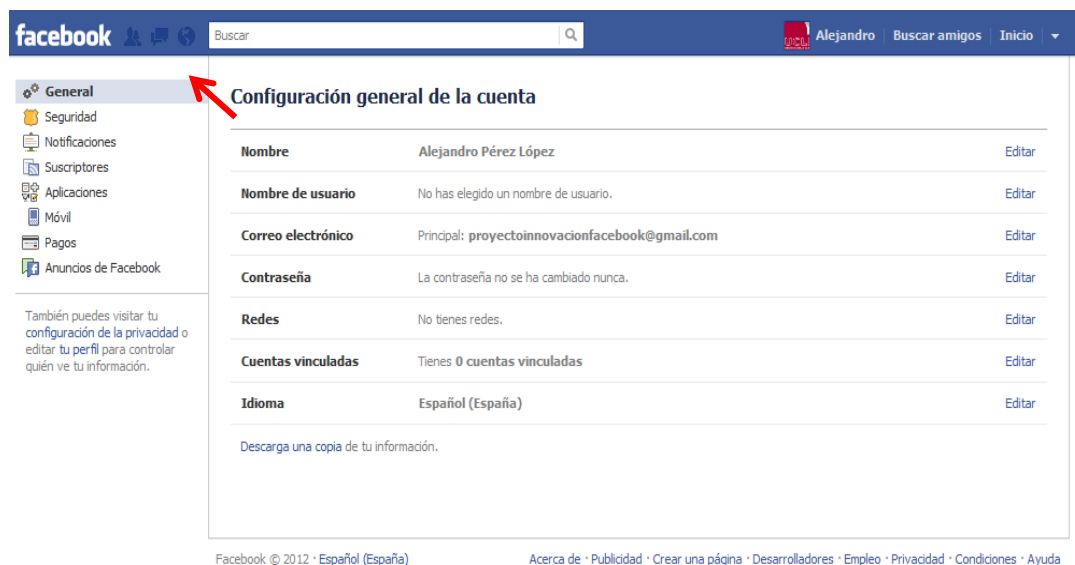 facebook Buscar Alejandro Buscar amigos Inicio
General
Seguridad
Notificaciones
Suscriptores
Aplicaciones
Móvil
Pagos
Anuncios de Facebook
También puedes visitar tu
configuración de la privacidad o
editar tu perfil para controlar
quién ve tu información.
Configuración general de la cuenta
Nombre Alejandro Pérez López Editar
Nombre de usuario No has elegido un nombre de usuario. Editar
Correo electrónico Principal: proyectoinnovacionfacebook@gmail.com Editar
Contraseña La contraseña no se ha cambiado nunca. Editar
Redes No tienes redes. Editar
Cuentas vinculadas Tienes 0 cuentas vinculadas Editar
Idioma Español (España) Editar
Descarga una copia de tu información.
Facebook © 2012 · Español (España) Acerca de · Publicidad · Crear una página · Desarrolladores · Empleo · Privacidad · Condiciones · Ayuda